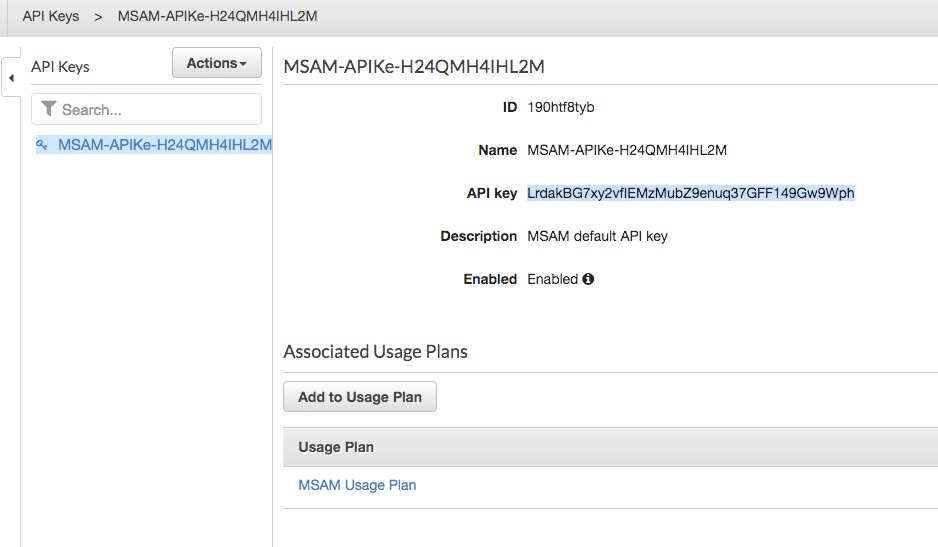 API Keys > MSAM-APIKe-H24QMH4IHL2M
API Keys
Actions
Search...
MSAM-APIKe-H24QMH4IHL2M
MSAM-APIKe-H24QMH4IHL2M
ID 190htf8tyb
Name MSAM-APIKe-H24QMH4IHL2M
API key LrdakBG7xy2vflEMzMubZ9enuq37GFF149Gw9Wph
Description MSAM default API key
Enabled Enabled
Associated Usage Plans
Add to Usage Plan
Usage Plan
MSAM Usage Plan